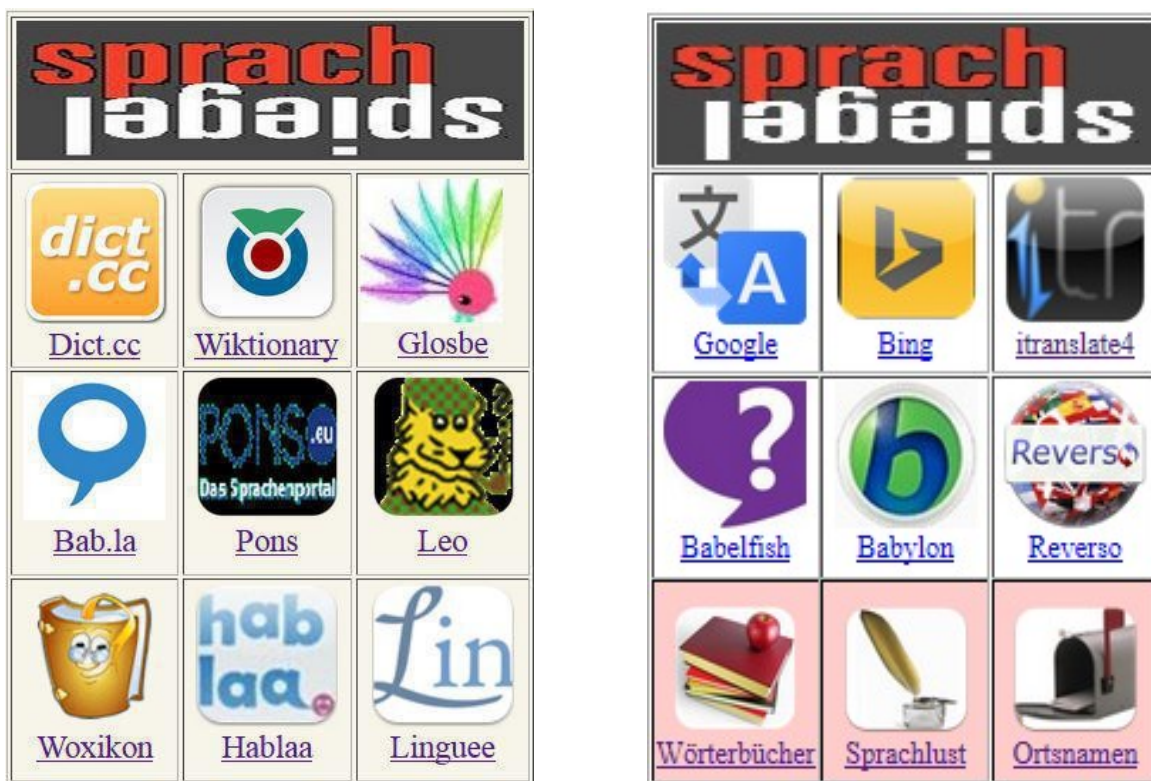 sprach
spiegel
dict
.cc
Dict.cc
Wiktionary
Glosbe
Bab.la
PONS.eu
Das Sprachenportal
Pons
Leo
Woxikon
hab
laa
Hablaa
Lin
Linguee
sprach
spiegel
文
A
Google
Bing
itr
itranslate4
?
Babelfish
b
Babylon
Reverso
Reverso
Wörterbücher
Sprachlust
Ortsnamen